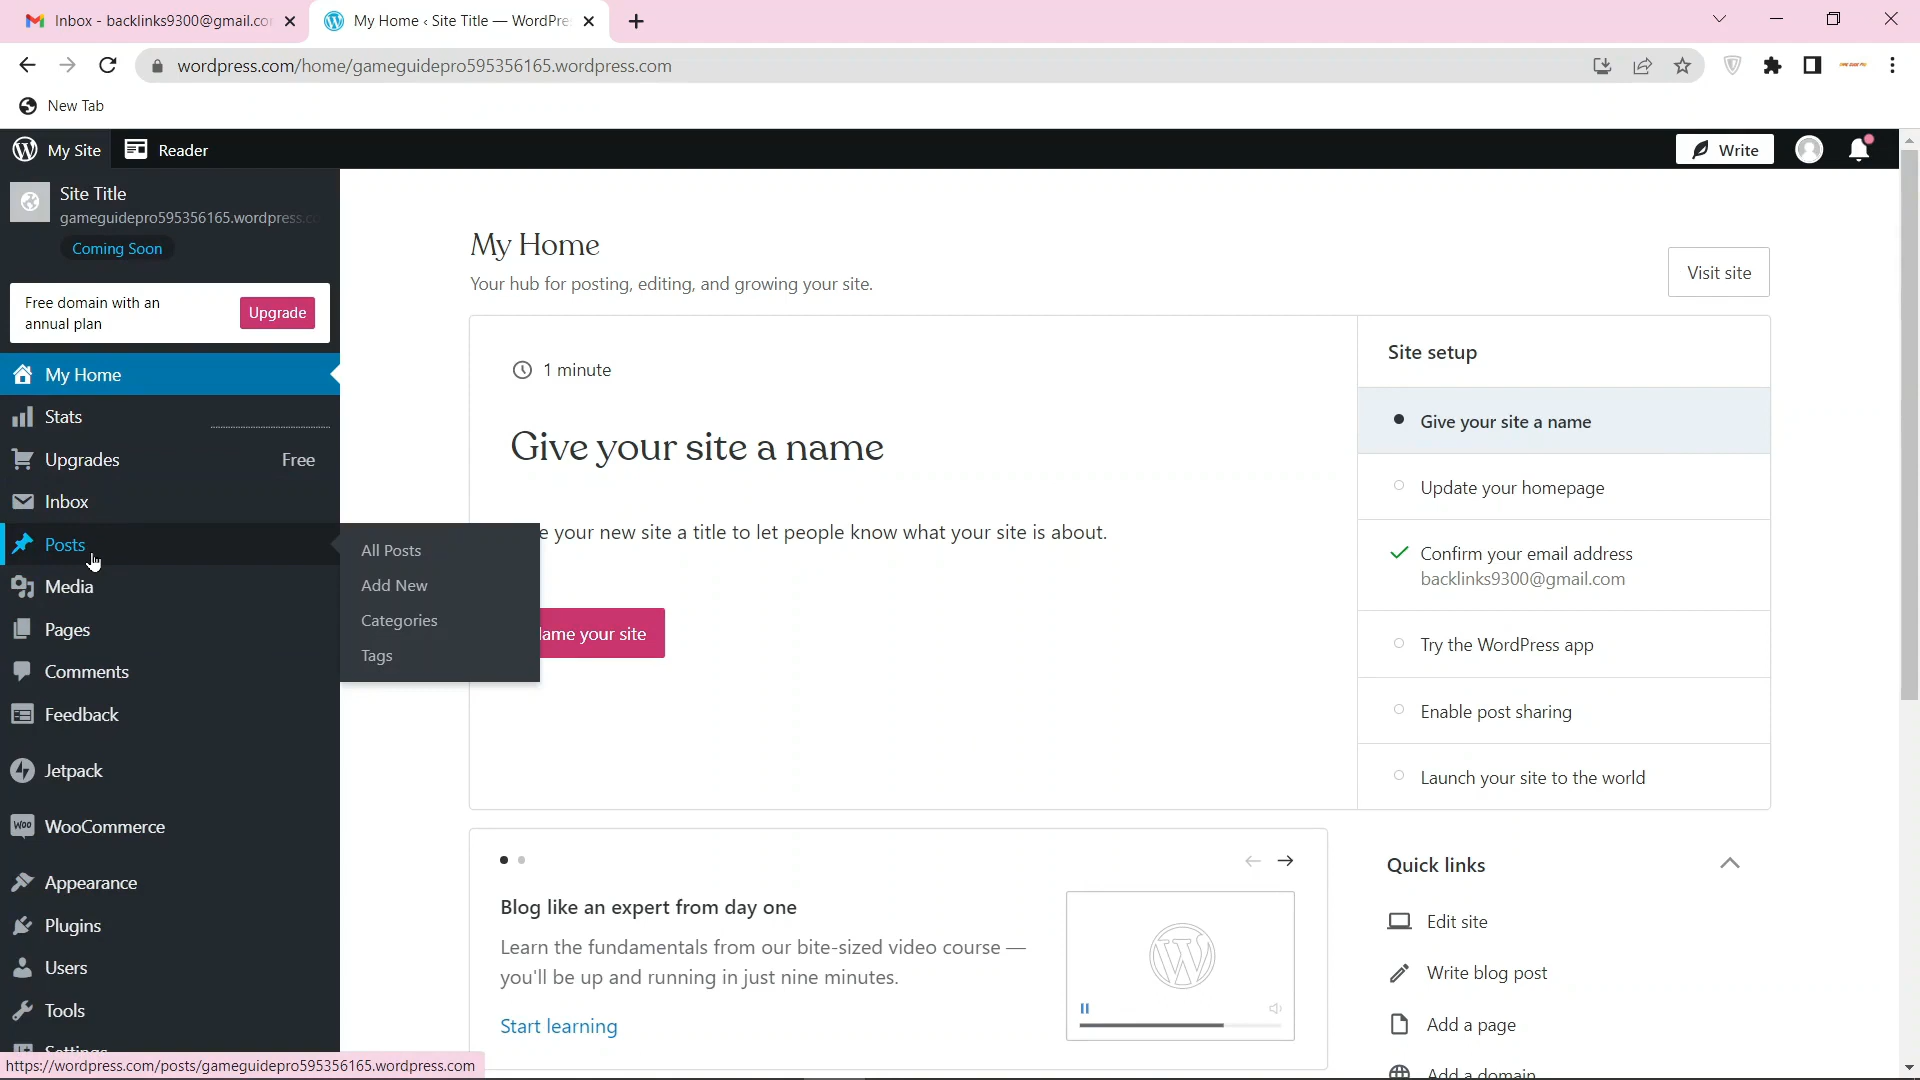 Inbox - backlinks9300@gmail.co
My Home ‹ Site Title — WordPre
wordpress.com/home/gameguidepro595356165.wordpress.com
New Tab
My Site
Reader
Write
Site Title
gameguidepro595356165.wordpress.c
Coming Soon
Free domain with an
annual plan
Upgrade
My Home
Stats
Upgrades
Free
Inbox
Posts
Media
Pages
Comments
Feedback
Jetpack
WooCommerce
Appearance
Plugins
Users
Tools
Settings
https://wordpress.com/posts/gameguidepro595356165.wordpress.com
All Posts
Add New
Categories
Tags
My Home
Your hub for posting, editing, and growing your site.
Visit site
1 minute
Give your site a name
e your new site a title to let people know what your site is about.
ame your site
Site setup
Give your site a name
Update your homepage
Confirm your email address
backlinks9300@gmail.com
Try the WordPress app
Enable post sharing
Launch your site to the world
Blog like an expert from day one
Learn the fundamentals from our bite-sized video course —
you'll be up and running in just nine minutes.
Start learning
Quick links
Edit site
Write blog post
Add a page
Add a domain